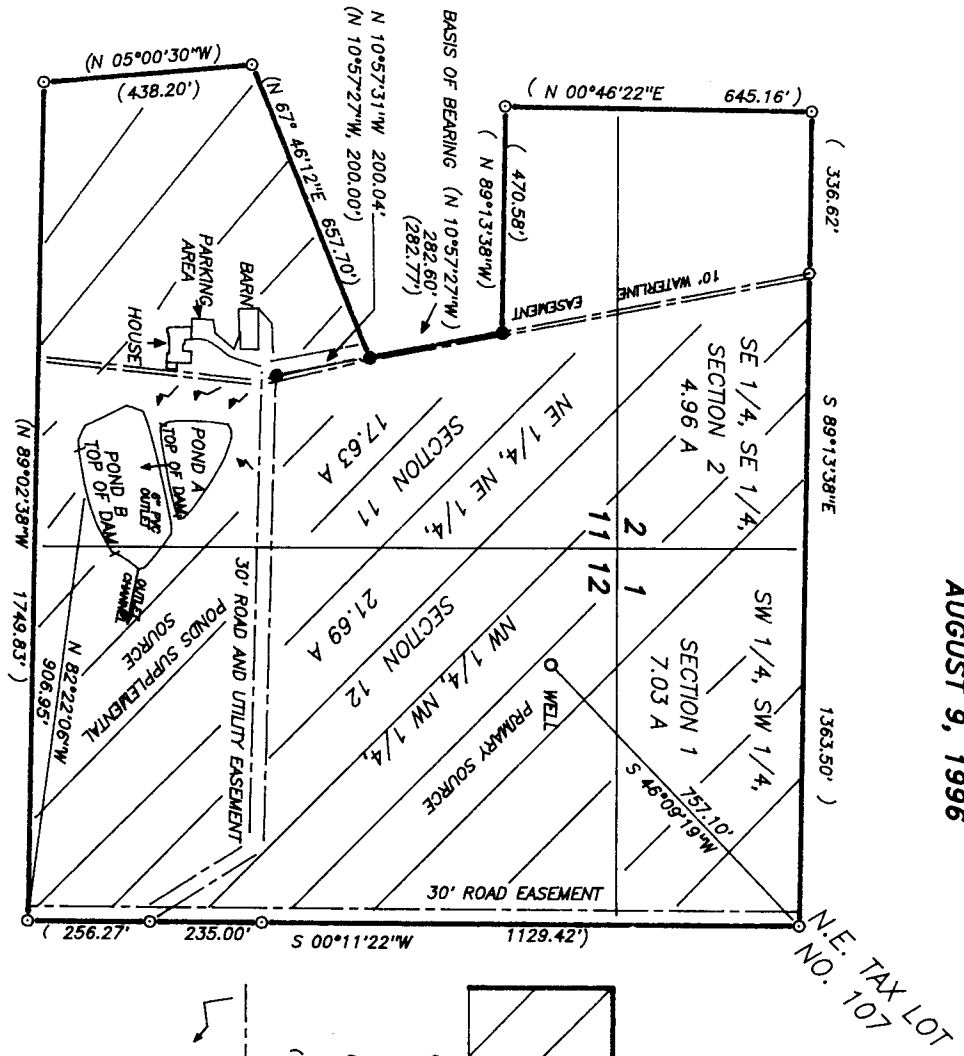 AUGUST 9, 1996
N.E. TAX LOT
NO. 107
( N 00°46'22"E 645.16' )
( 336.62'
S 89°13'38"E
1363.50' )
( 470.58')
( N 89°13'38"W)
10' WATERLINE
EASEMENT
BASIS OF BEARING (N 10°57'27"W)
282.60'
(282.77')
N 10°57'31"W 200.04'
(N 10°57'27"W, 200.00')
(N 67° 46'12"E 657.70')
(N 05°00'30"W)
(438.20')
SE 1/4, SE 1/4,
SECTION 2
4.96 A
SW 1/4, SW 1/4,
SECTION 1
7.03 A
2
1
11
12
NE 1/4, NE 1/4,
SECTION 11
17.63 A
NW 1/4, NW 1/4,
SECTION 12
21.69 A
WELL
PRIMARY SOURCE
757.10'
S 46°09'19"W
BARN
PARKING
AREA
HOUSE
POND A
TOP OF DAM
8" PVC
OUTLET
POND B
TOP OF DAM
OUTLET
CHANNEL
30' ROAD AND UTILITY EASEMENT
PONDS SUPPLEMENTAL
SOURCE
N 82°22'06"W
906.95'
(N 89°02'38"W 1749.83' )
30' ROAD EASEMENT
( 256.27' 235.00' S 00°11'22"W 1129.42')